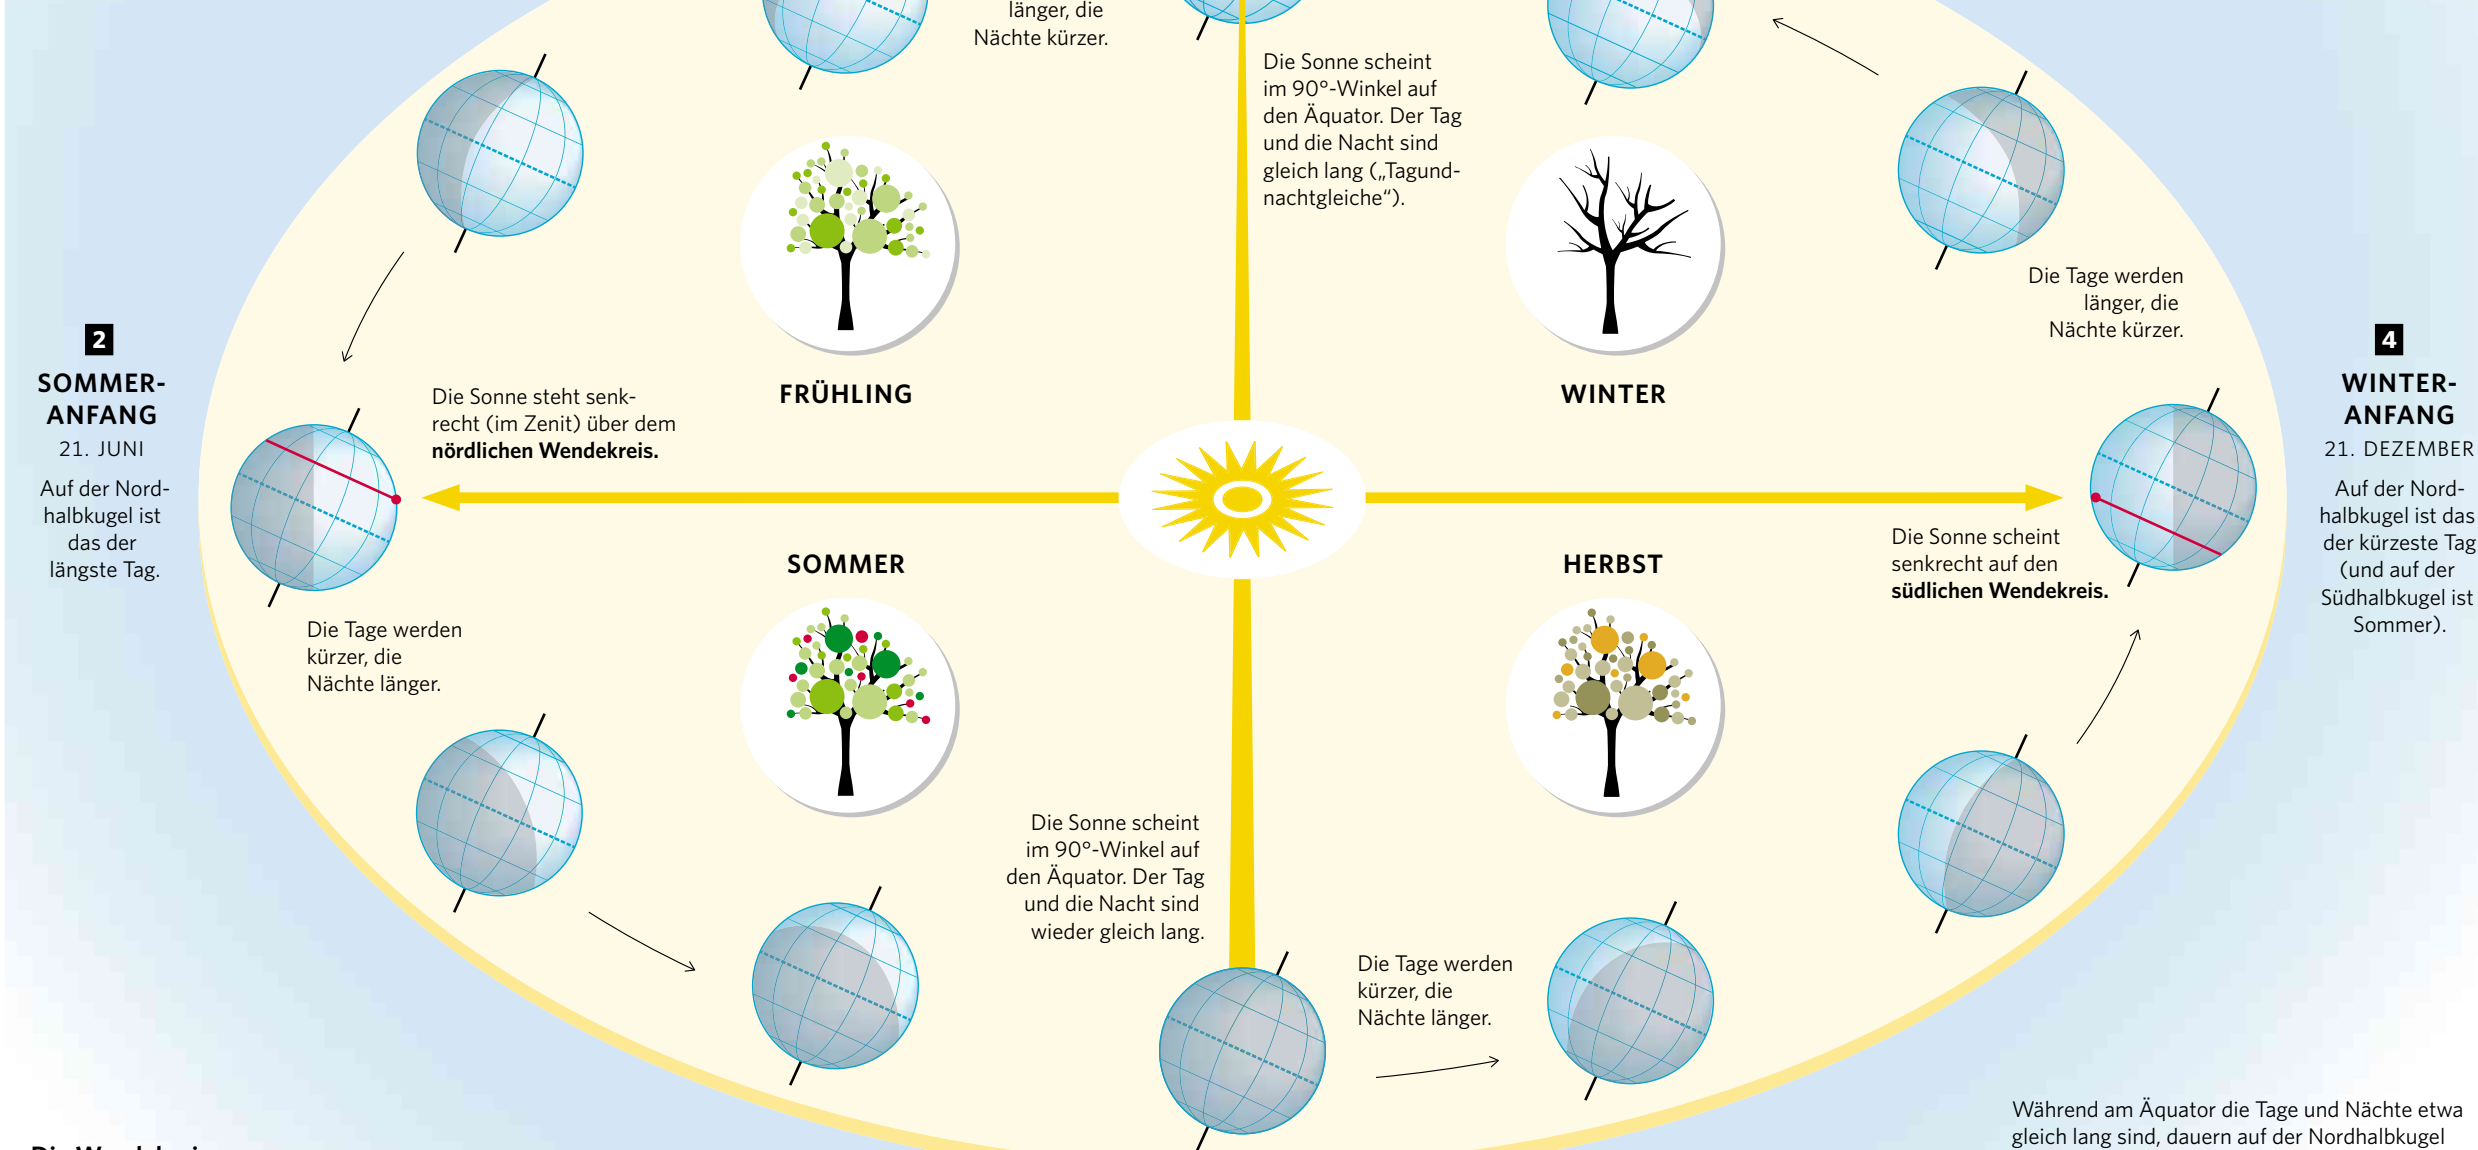 länger, die
Nächte kürzer.
Die Sonne scheint
im 90°-Winkel auf
den Äquator. Der Tag
und die Nacht sind
gleich lang („Tagund-
nachtgleiche“).
Die Tage werden
länger, die
Nächte kürzer.
2
SOMMER-
ANFANG
21. JUNI
Auf der Nord-
halbkugel ist
das der
längste Tag.
Die Sonne steht senk-
recht (im Zenit) über dem
nördlichen Wendekreis.
FRÜHLING
WINTER
4
WINTER-
ANFANG
21. DEZEMBER
Auf der Nord-
halbkugel ist das
der kürzeste Tag
(und auf der
Südhalbkugel ist
Sommer).
SOMMER
HERBST
Die Sonne scheint
senkrecht auf den
südlichen Wendekreis.
Die Tage werden
kürzer, die
Nächte länger.
Die Sonne scheint
im 90°-Winkel auf
den Äquator. Der Tag
und die Nacht sind
wieder gleich lang.
Die Tage werden
kürzer, die
Nächte länger.
Während am Äquator die Tage und Nächte etwa
gleich lang sind, dauern auf der Nordhalbkugel